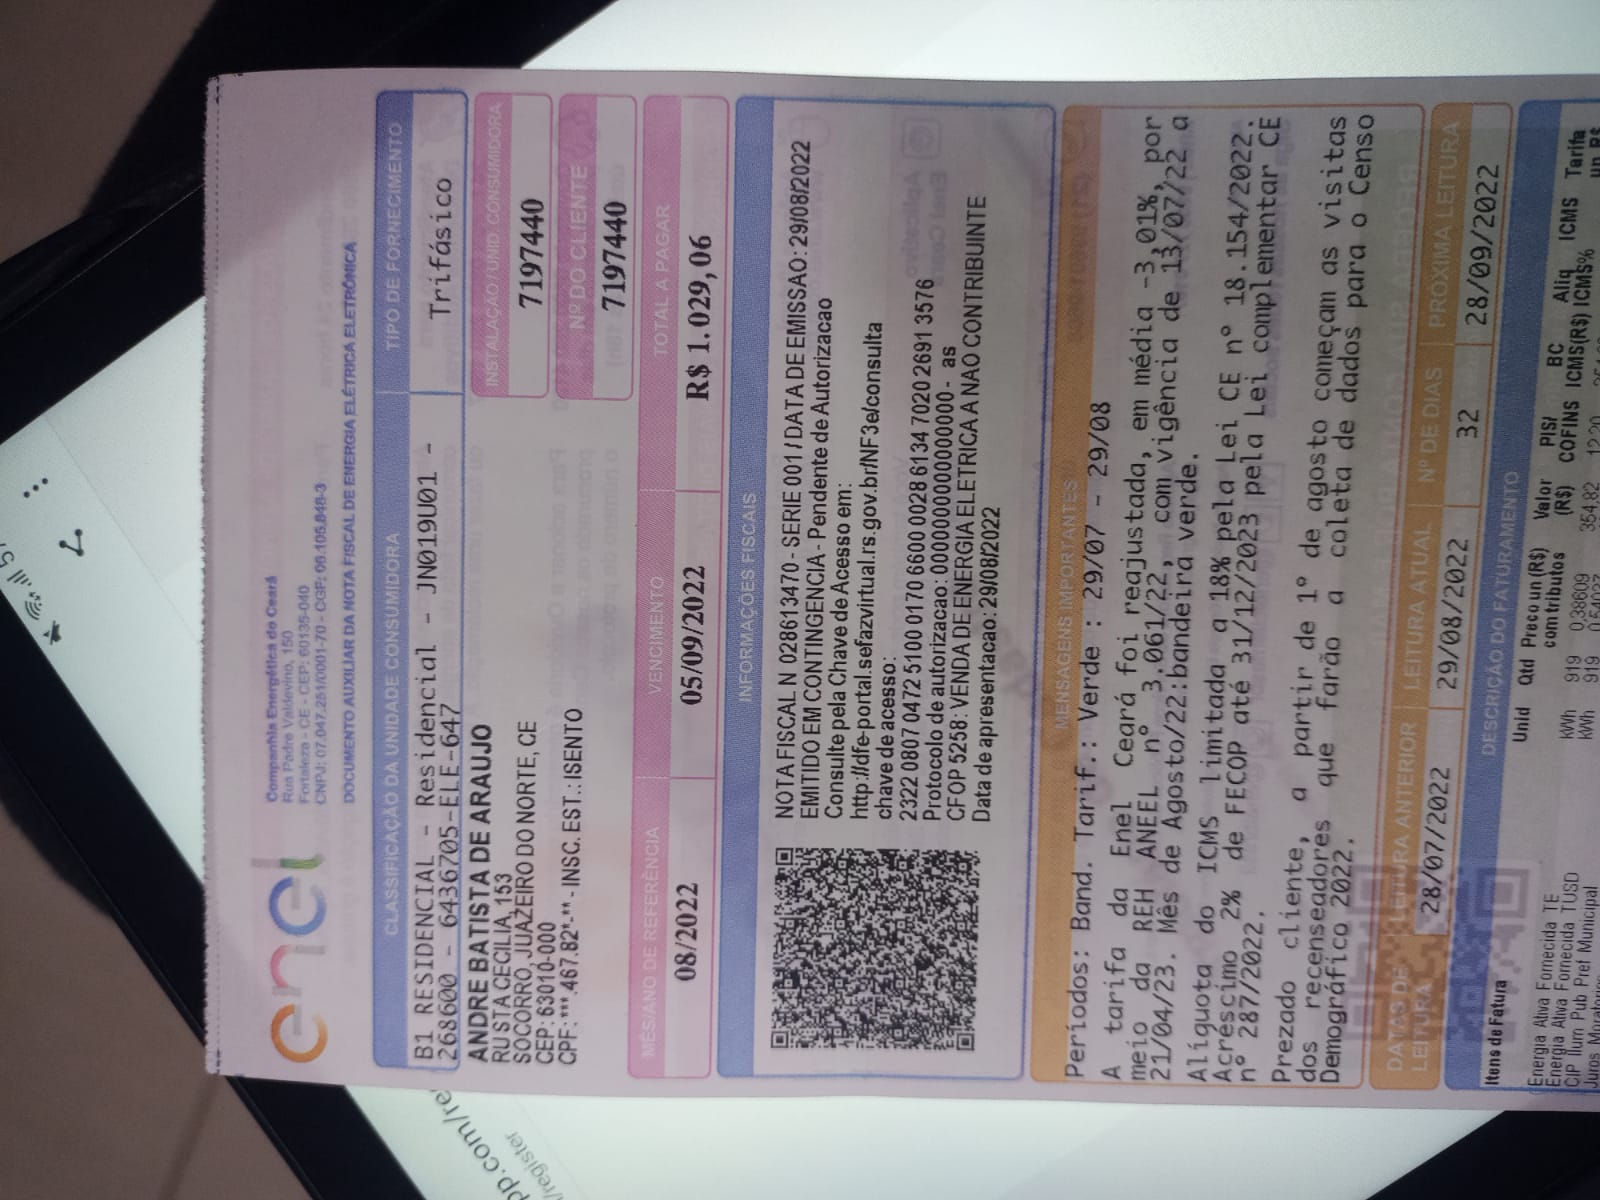 enel
Companhia Energética do Ceará
Rua Padre Valdevino, 150
Fortaleza - CE - CEP: 60135-040
CNPJ: 07.047.251/0001-70 - CGF: 06.105.848-3
DOCUMENTO AUXILIAR DA NOTA FISCAL DE ENERGIA ELÉTRICA ELETRÔNICA
CLASSIFICAÇÃO DA UNIDADE CONSUMIDORA
TIPO DE FORNECIMENTO
B1 RESIDENCIAL - Residencial - JN019U01 -
268600 - 6436705-ELE-647
Trifásico
ANDRE BATISTA DE ARAUJO
RU STA CECILIA, 153
SOCORRO, JUAZEIRO DO NORTE, CE
CEP: 63010-000
CPF: ***.467.82*-** - INSC. EST.: ISENTO
INSTALAÇÃO / UNID. CONSUMIDORA
7197440
Nº DO CLIENTE
7197440
MÊS/ANO DE REFERÊNCIA
VENCIMENTO
TOTAL A PAGAR
08/2022
05/09/2022
R$ 1.029,06
INFORMAÇÕES FISCAIS
NOTA FISCAL N 028613470 - SERIE 001 / DATA DE EMISSAO: 29/08/2022
EMITIDO EM CONTINGENCIA - Pendente de Autorizacao
Consulte pela Chave de Acesso em:
http://dfe-portal.sefazvirtual.rs.gov.br/NF3e/consulta
chave de acesso:
2322 0807 0472 5100 0170 6600 0028 6134 7020 2691 3576
Protocolo de autorizacao: 0000000000000000 - as
CFOP 5258: VENDA DE ENERGIA ELETRICA A NAO CONTRIBUINTE
Data de apresentacao: 29/08/2022
MENSAGENS IMPORTANTES
Períodos: Band. Tarif.: Verde : 29/07 - 29/08
A tarifa da Enel Ceará foi reajustada, em média -3,01%, por
meio da REH ANEEL nº 3.061/22, com vigência de 13/07/22 a
21/04/23. Mês de Agosto/22:bandeira verde.
Alíquota do ICMS limitada a 18% pela Lei CE nº 18.154/2022.
Acréscimo 2% de FECOP até 31/12/2023 pela Lei complementar CE
nº 287/2022.
Prezado cliente, a partir de 1º de agosto começam as visitas
dos recenseadores que farão a coleta de dados para o Censo
Demográfico 2022.
DATAS DE LEITURA
LEITURA ANTERIOR
LEITURA ATUAL
Nº DE DIAS
PROXIMA LEITURA
28/07/2022
29/08/2022
32
28/09/2022
DESCRIÇÃO DO FATURAMENTO
Itens de Fatura
Unid
Qtd
Preco un (R$) com tributos
Valor (R$)
PIS/ COFINS
BC ICMS(R$)
Aliq ICMS%
ICMS
Tarifa un R$
Energia Ativa Fornecida TE kWh 919 0,38609 354,82
Energia Ativa Fornecida TUSD kWh 919
CIP Ilum Pub Pref Municipal
Juros
pp.com/re
/register